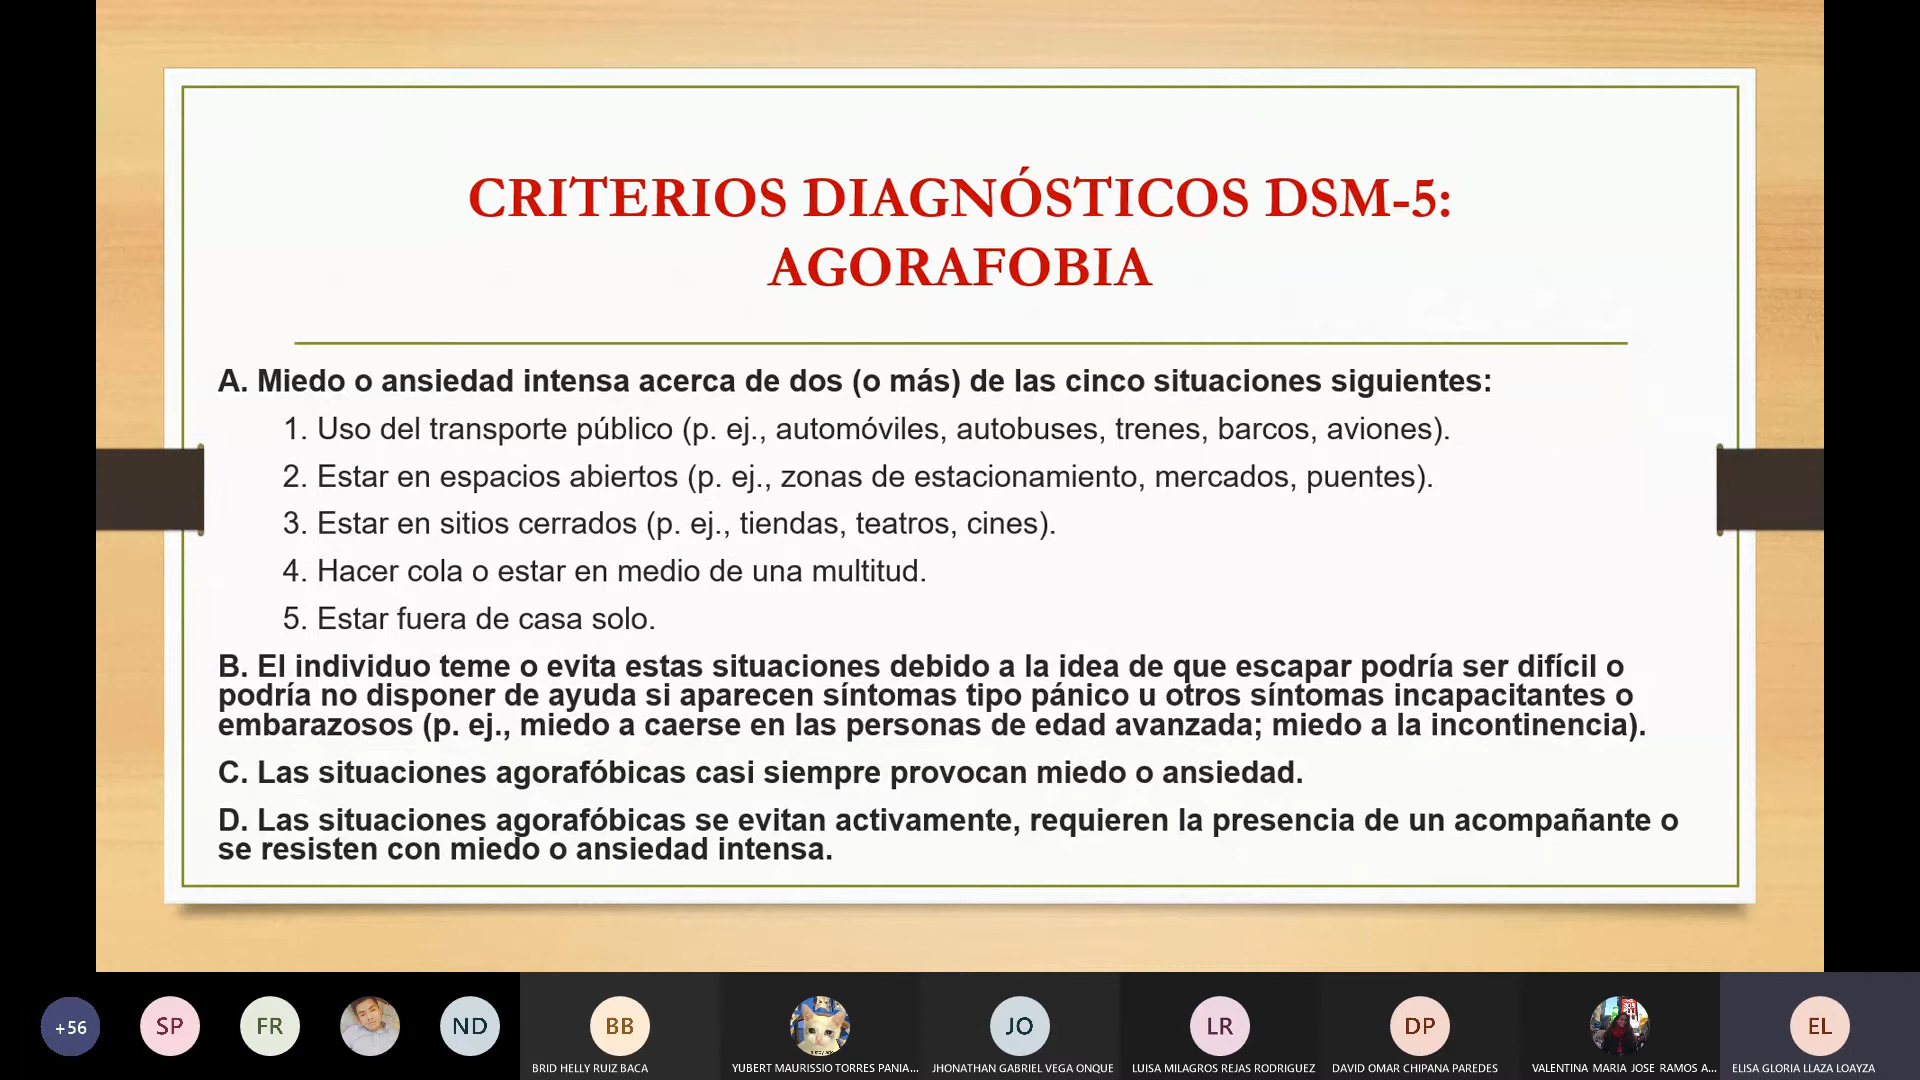 CRITERIOS DIAGNÓSTICOS DSM-5:
AGORAFOBIA
A. Miedo o ansiedad intensa acerca de dos (o más) de las cinco situaciones siguientes:
1. Uso del transporte público (p. ej., automóviles, autobuses, trenes, barcos, aviones).
2. Estar en espacios abiertos (p. ej., zonas de estacionamiento, mercados, puentes).
3. Estar en sitios cerrados (p. ej., tiendas, teatros, cines).
4. Hacer cola o estar en medio de una multitud.
5. Estar fuera de casa solo.
B. El individuo teme o evita estas situaciones debido a la idea de que escapar podría ser difícil o
podría no disponer de ayuda si aparecen síntomas tipo pánico u otros síntomas incapacitantes o
embarazosos (p. ej., miedo a caerse en las personas de edad avanzada; miedo a la incontinencia).
C. Las situaciones agorafóbicas casi siempre provocan miedo o ansiedad.
D. Las situaciones agorafóbicas se evitan activamente, requieren la presencia de un acompañante o
se resisten con miedo o ansiedad intensa.
+56 SP FR ND BB JO LR DP EL
BRID HELLY RUIZ BACA YUBERT MAURISSIO TORRES PANIA... JHONATHAN GABRIEL VEGA ONQUE LUISA MILAGROS REJAS RODRIGUEZ DAVID OMAR CHIPANA PAREDES VALENTINA MARIA JOSE RAMOS A... ELISA GLORIA LLAZA LOAYZA